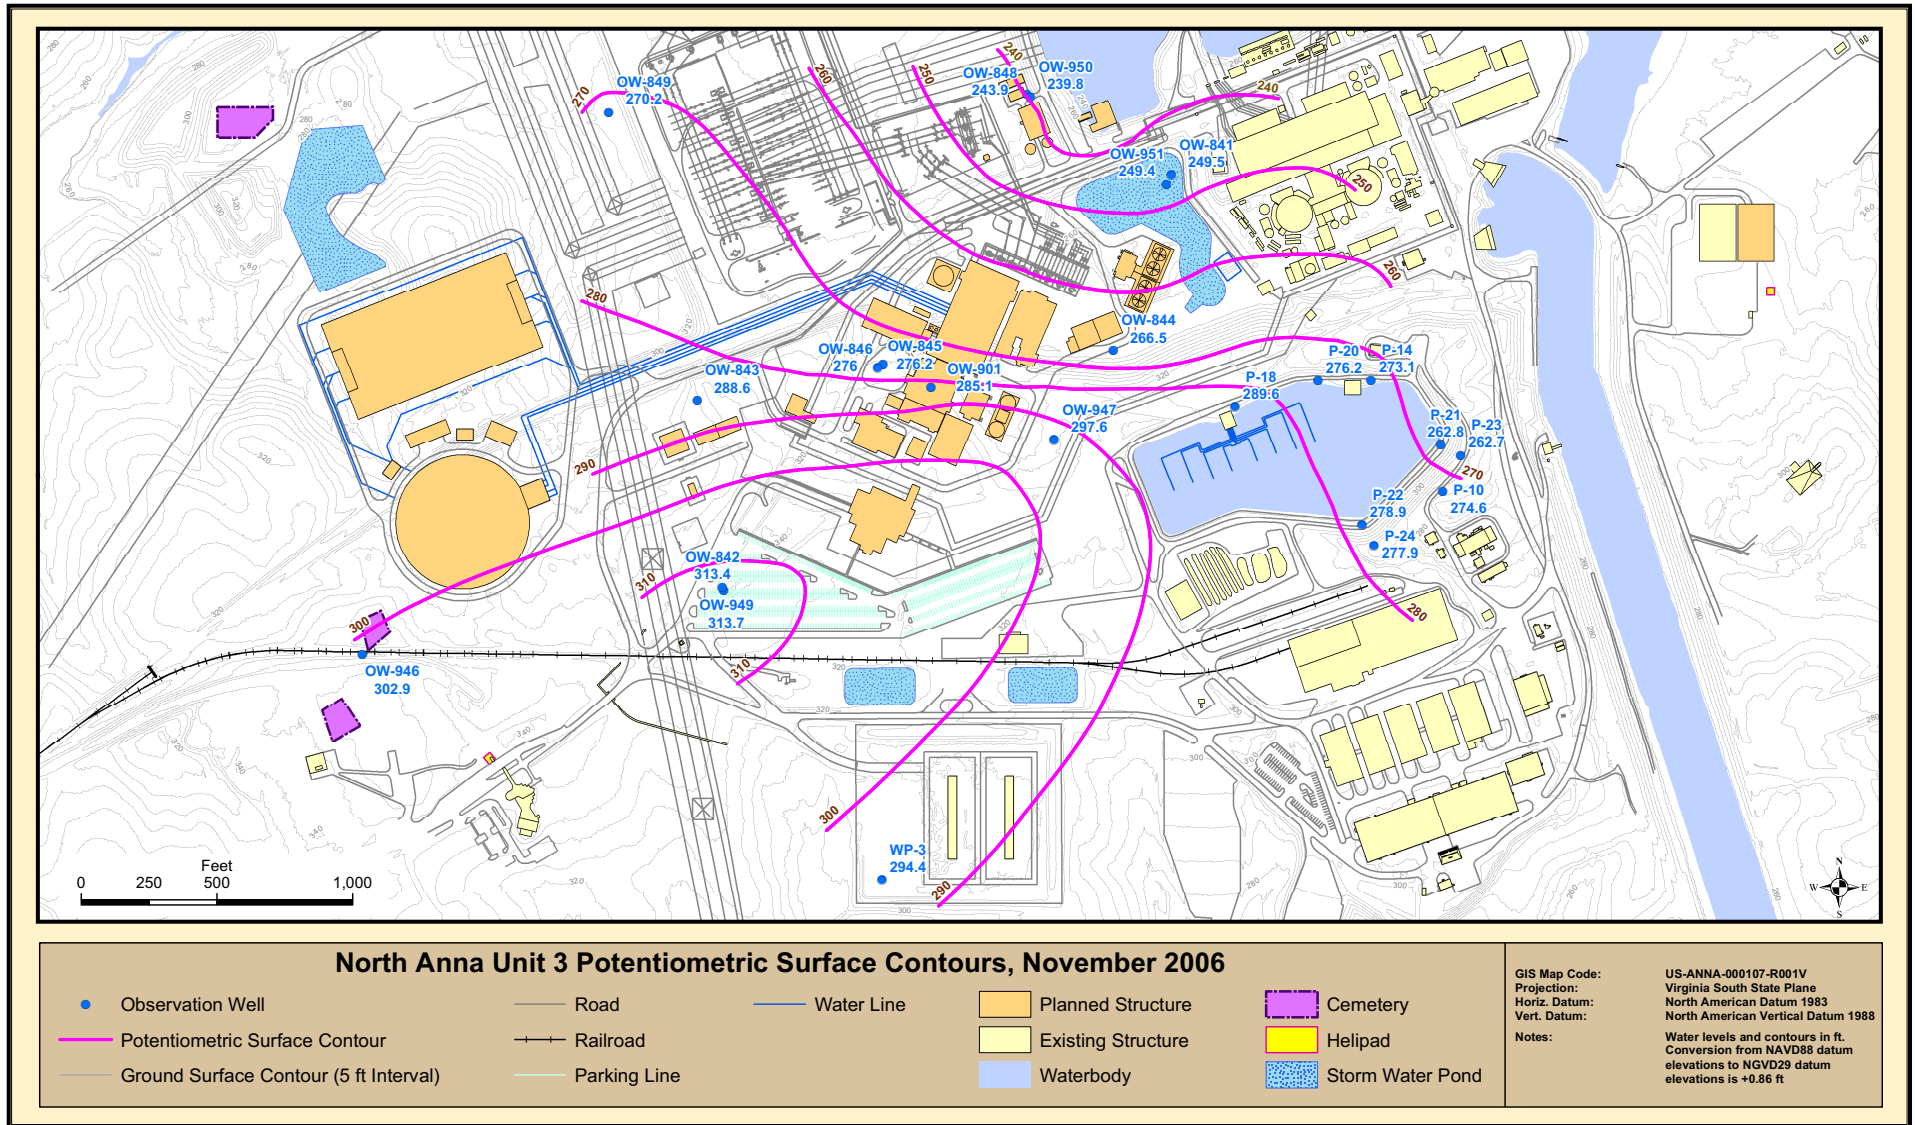 240
260
250
OW-849
270.2
270
OW-848
243.9
OW-950
239.8
240
OW-951
249.4
OW-841
249.5
250
260
280
OW-844
266.5
OW-846
276
OW-845
276.2
OW-901
285.1
OW-843
288.6
P-20
276.2
P-14
273.1
P-18
289.6
OW-947
297.6
P-21
262.8
P-23
262.7
290
270
P-10
274.6
P-22
278.9
P-24
277.9
OW-842
313.4
310
OW-949
313.7
300
280
OW-946
302.9
310
300
WP-3
294.4
290
Feet
0 250 500 1,000
N
W E
S
North Anna Unit 3 Potentiometric Surface Contours, November 2006
Observation Well
Potentiometric Surface Contour
Ground Surface Contour (5 ft Interval)
Road
Railroad
Parking Line
Water Line
Planned Structure
Existing Structure
Waterbody
Cemetery
Helipad
Storm Water Pond
GIS Map Code: US-ANNA-000107-R001V
Projection: Virginia South State Plane
Horiz. Datum: North American Datum 1983
Vert. Datum: North American Vertical Datum 1988
Notes: Water levels and contours in ft.
Conversion from NAVD88 datum
elevations to NGVD29 datum
elevations is +0.86 ft